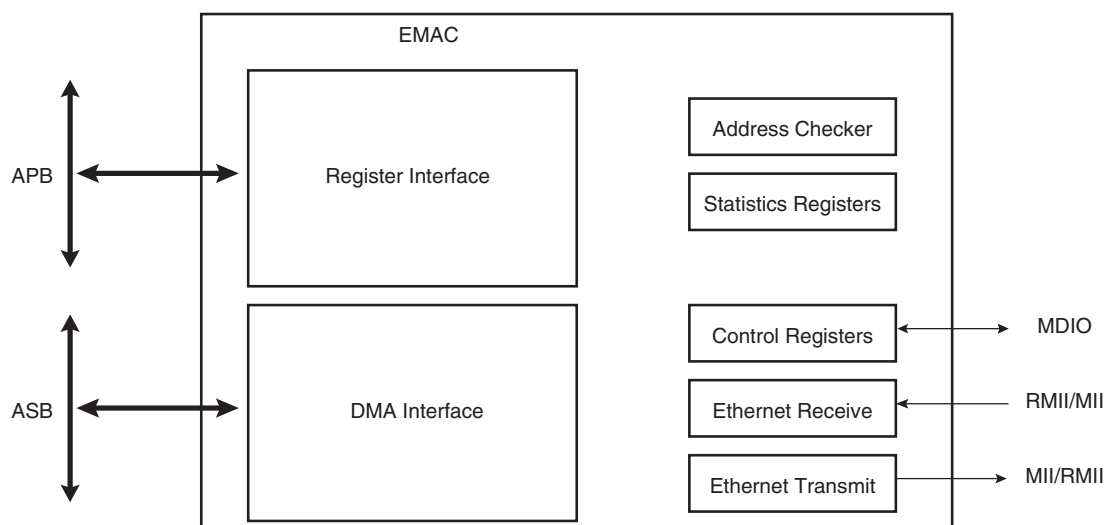 EMAC
APB
Register Interface
Address Checker
Statistics Registers
ASB
DMA Interface
Control Registers
MDIO
Ethernet Receive
RMII/MII
Ethernet Transmit
MII/RMII